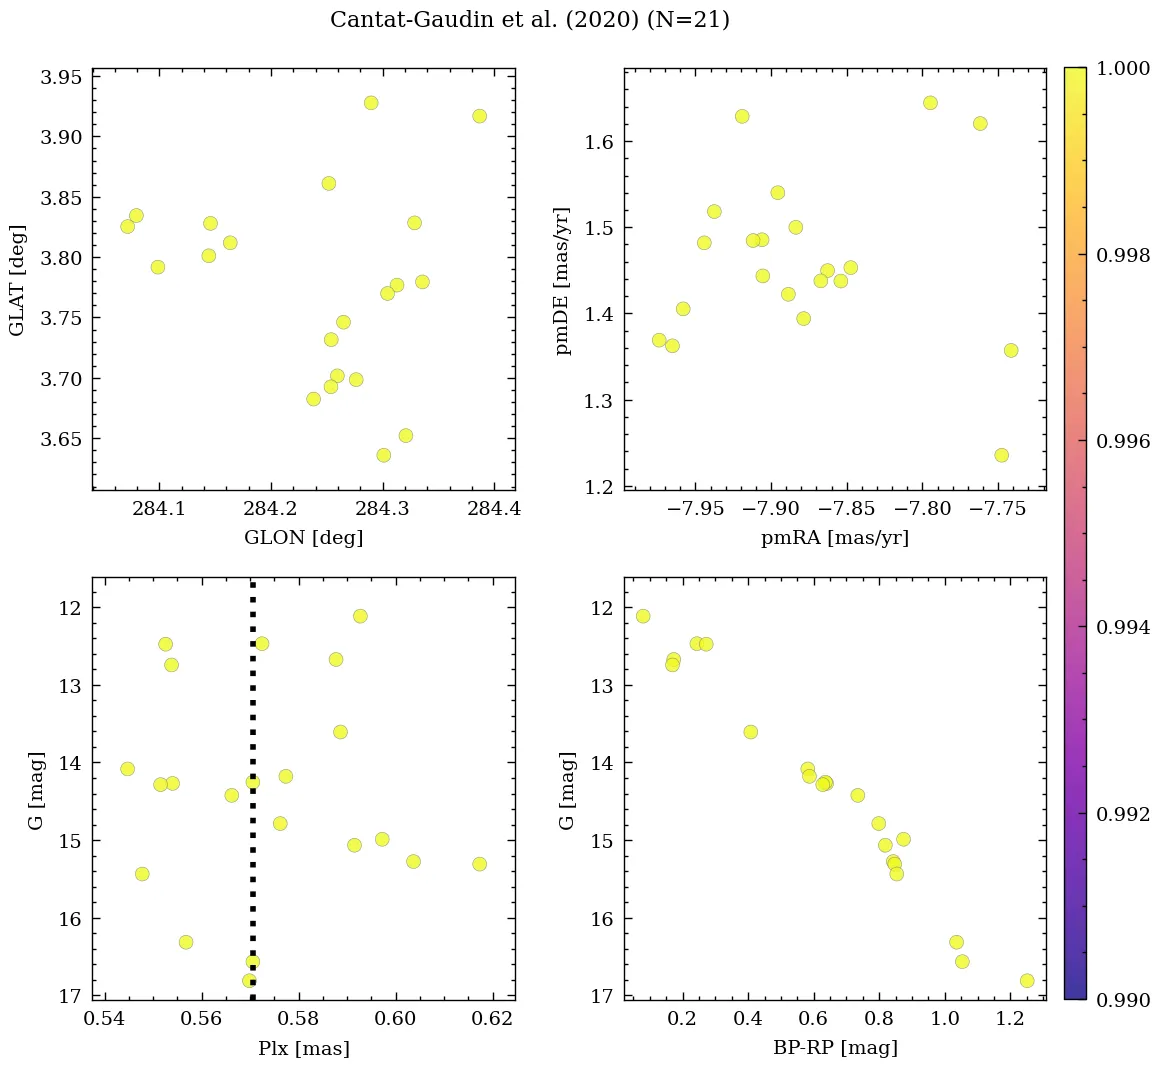 Cantat-Gaudin et al. (2020) (N=21)
3.95
3.90
3.85
3.80
3.75
3.70
3.65
GLAT [deg]
284.1 284.2 284.3 284.4
GLON [deg]
1.6
1.5
1.4
1.3
1.2
pmDE [mas/yr]
−7.95 −7.90 −7.85 −7.80 −7.75
pmRA [mas/yr]
12
13
14
15
16
17
G [mag]
0.54 0.56 0.58 0.60 0.62
Plx [mas]
12
13
14
15
16
17
G [mag]
0.2 0.4 0.6 0.8 1.0 1.2
BP-RP [mag]
1.000
0.998
0.996
0.994
0.992
0.990